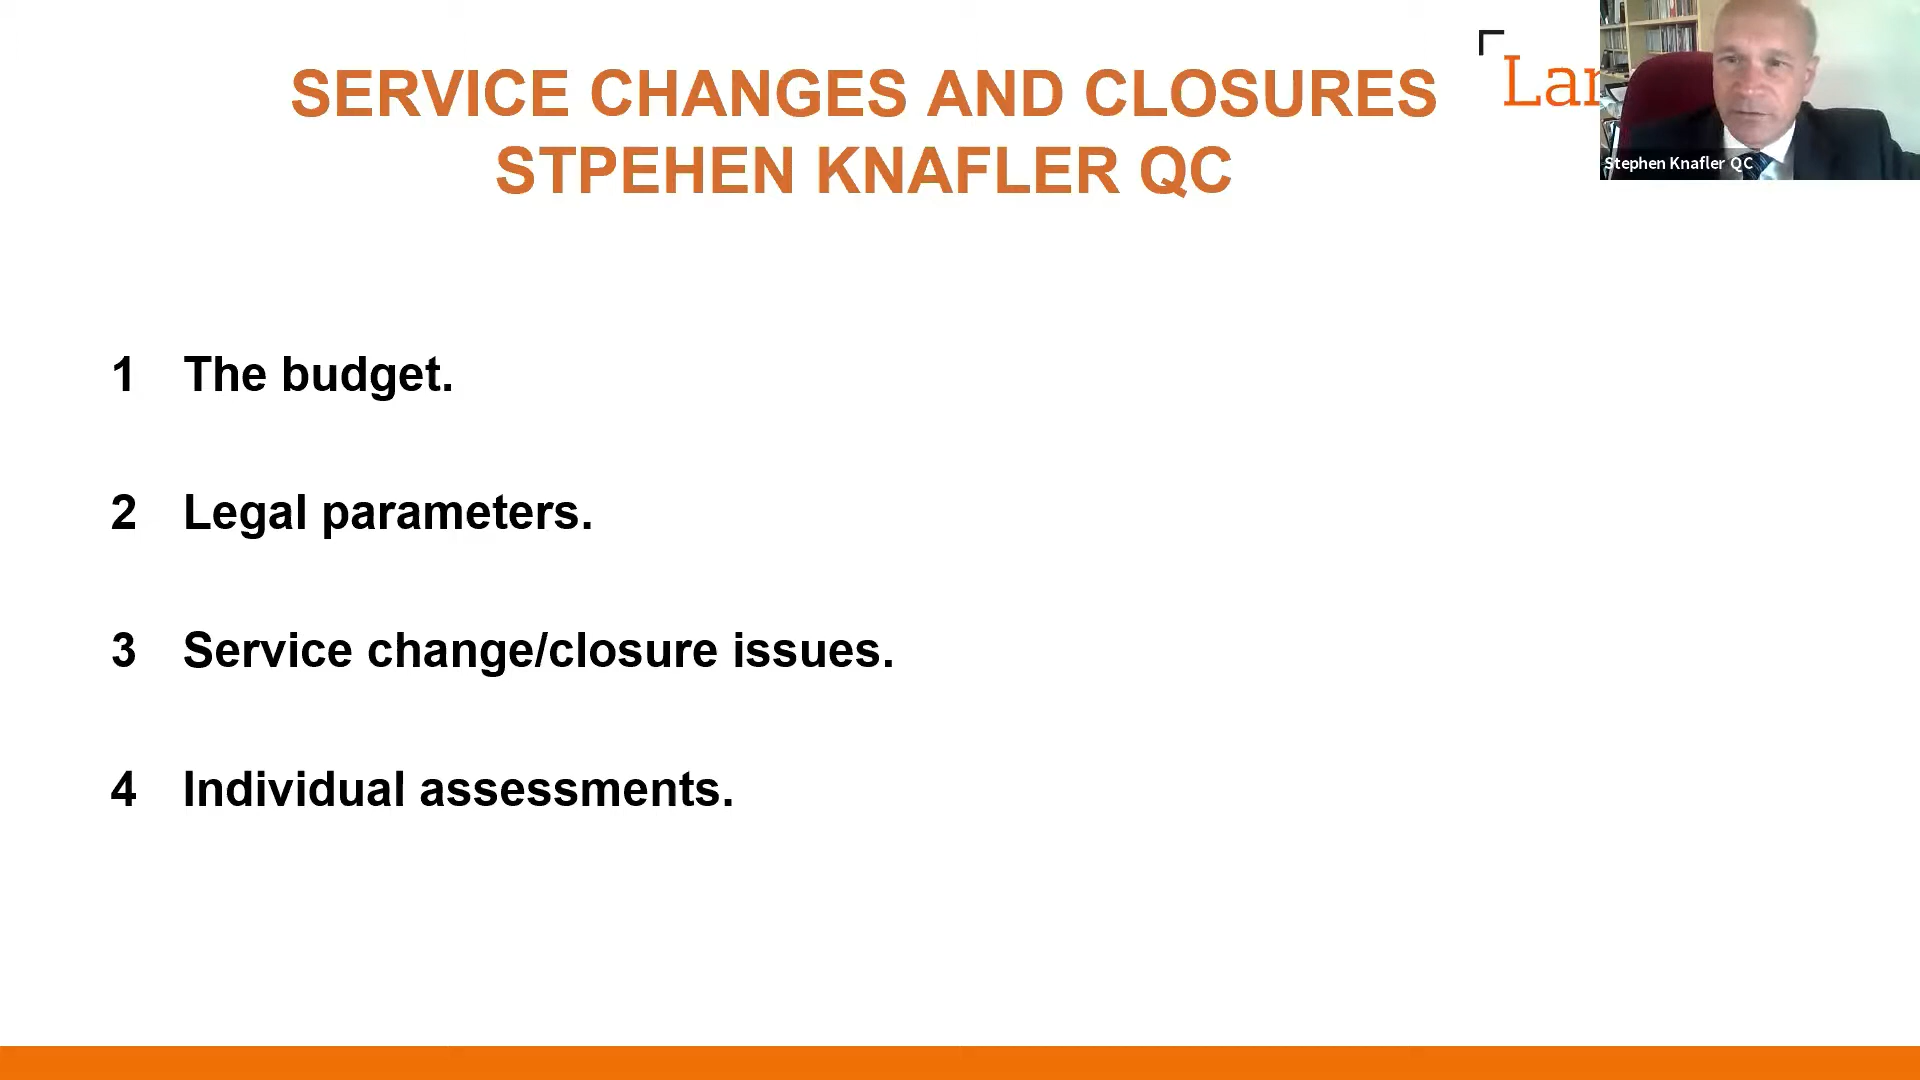 SERVICE CHANGES AND CLOSURES
STPEHEN KNAFLER QC
Lan
Stephen Knafler QC
1 The budget.
2 Legal parameters.
3 Service change/closure issues.
4 Individual assessments.